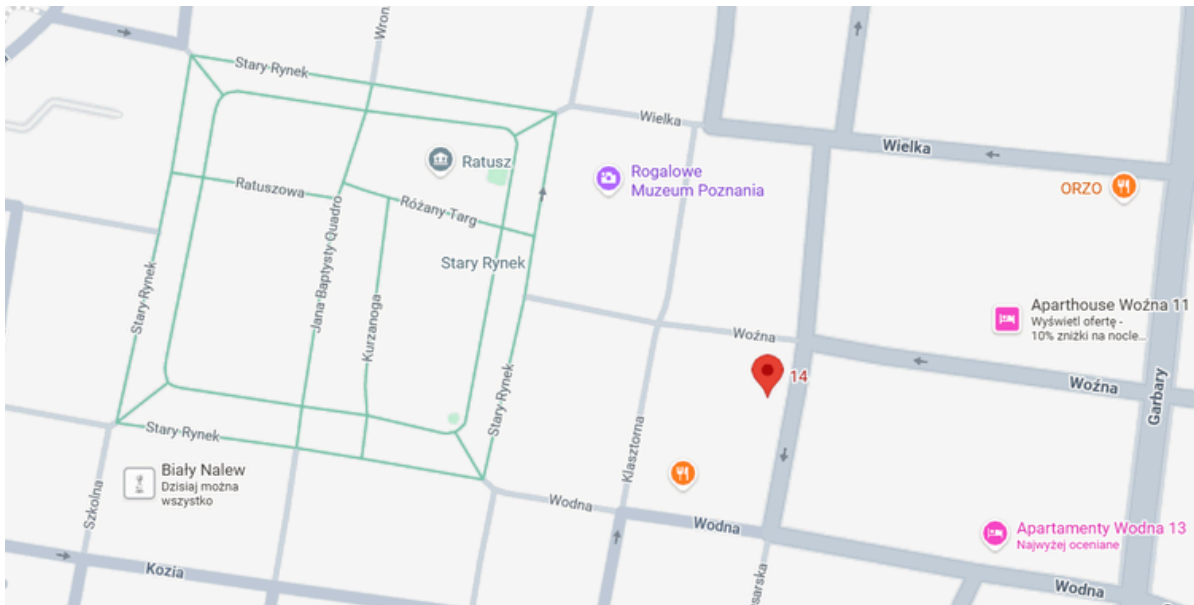 Wron
Stary Rynek
Wielka
Wielka
Ratusz
Rogalowe
Muzeum Poznania
ORZO
Ratuszowa
Różany Targ
Jana Baptysty Quadro
Stary Rynek
Stary Rynek
Kurzanoga
Aparthouse Woźna 11
Wyświetl ofertę -
10% zniżki na nocle...
Woźna
14
Woźna
Garbary
Stary Rynek
Klasztorna
Stary Rynek
Biały Nalew
Dzisiaj można
wszystko
Szkolna
Wodna
Wodna
Apartamenty Wodna 13
Najwyżej oceniane
Kozia
sarska
Wodna